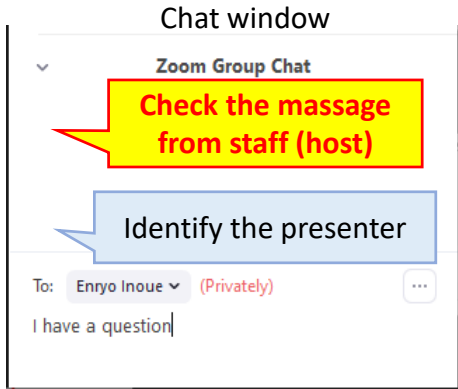 Chat window
Zoom Group Chat
Check the massage
from staff (host)
Identify the presenter
To: Enryo Inoue (Privately)
I have a question